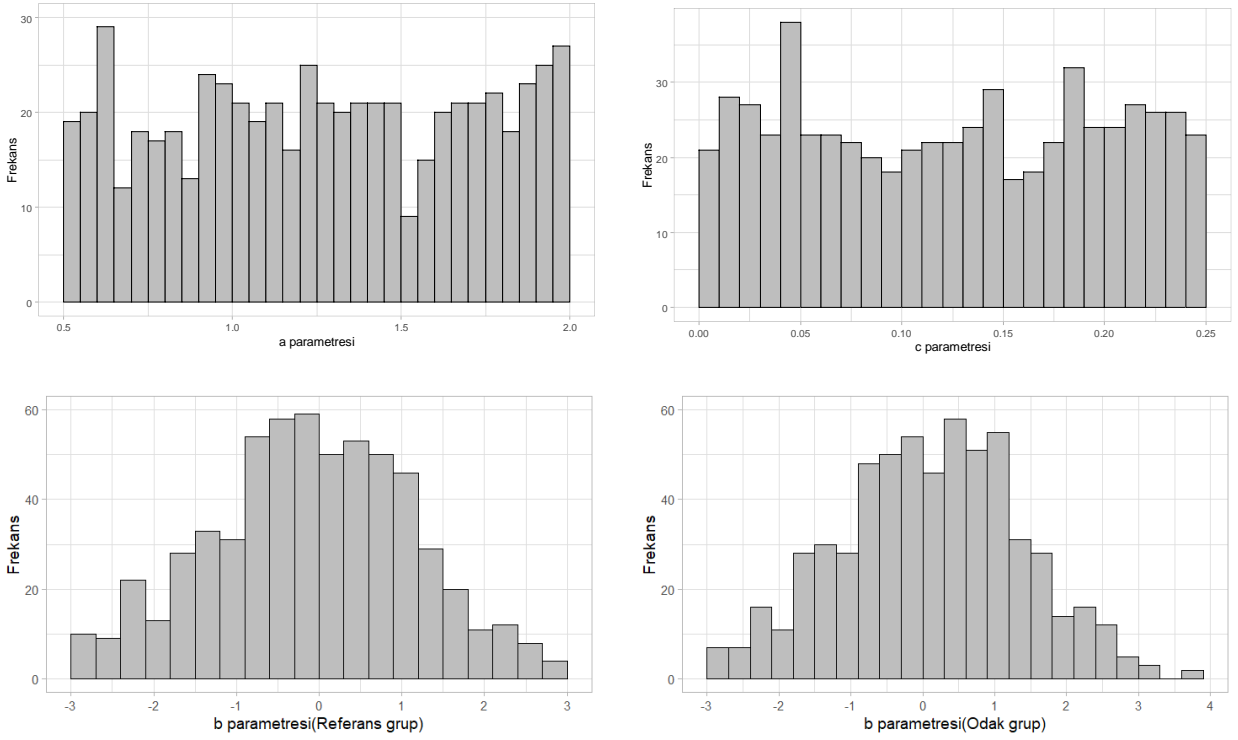 30
20
10
0
Frekans
0.5 1.0 1.5 2.0
a parametresi
30
20
10
0
Frekans
0.00 0.05 0.10 0.15 0.20 0.25
c parametresi
60
40
20
0
Frekans
-3 -2 -1 0 1 2 3
b parametresi(Referans grup)
60
40
20
0
Frekans
-3 -2 -1 0 1 2 3 4
b parametresi(Odak grup)